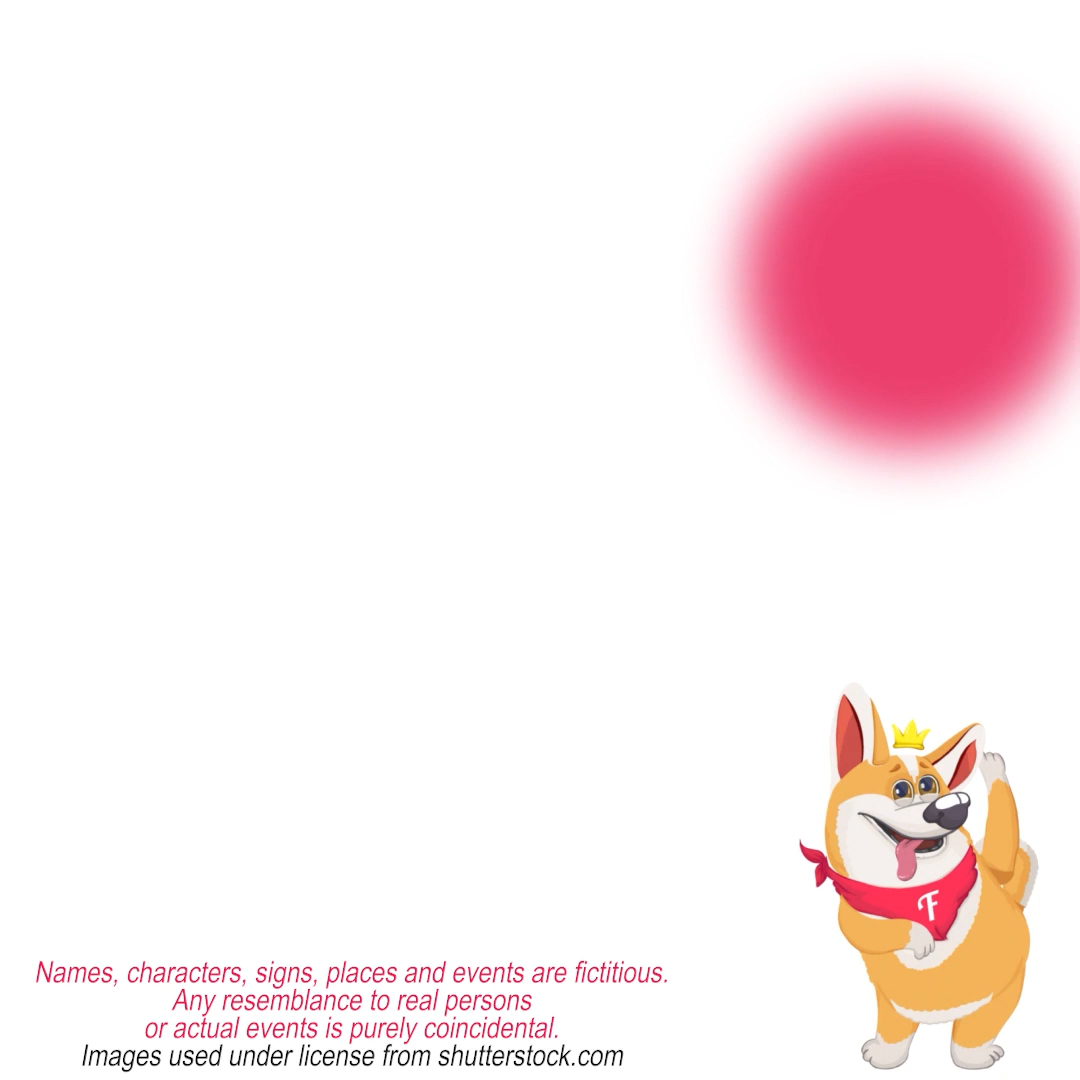 F
Names, characters, signs, places and events are fictitious.
Any resemblance to real persons
or actual events is purely coincidental.
Images used under license from shutterstock.com